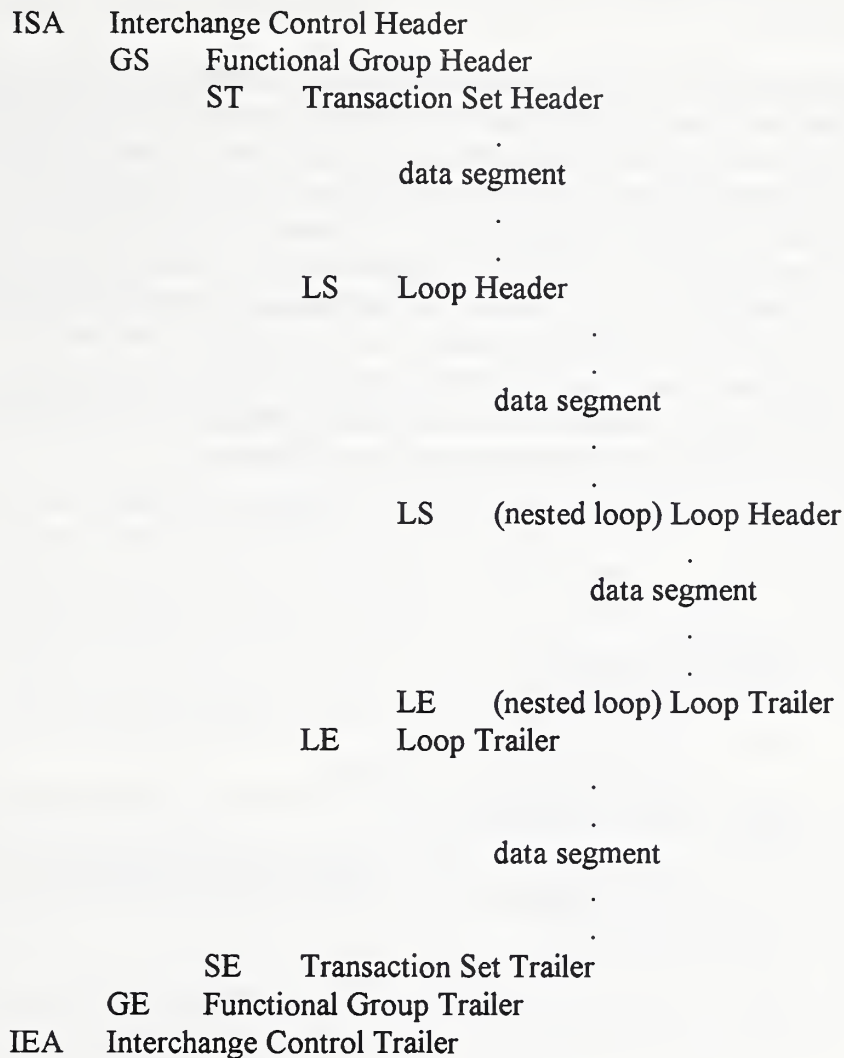 ISA Interchange Control Header
GS Functional Group Header
ST Transaction Set Header
.
data segment
.
.
LS Loop Header
.
.
data segment
.
.
LS (nested loop) Loop Header
.
data segment
.
.
LE (nested loop) Loop Trailer
LE Loop Trailer
.
.
data segment
.
.
SE Transaction Set Trailer
GE Functional Group Trailer
IEA Interchange Control Trailer